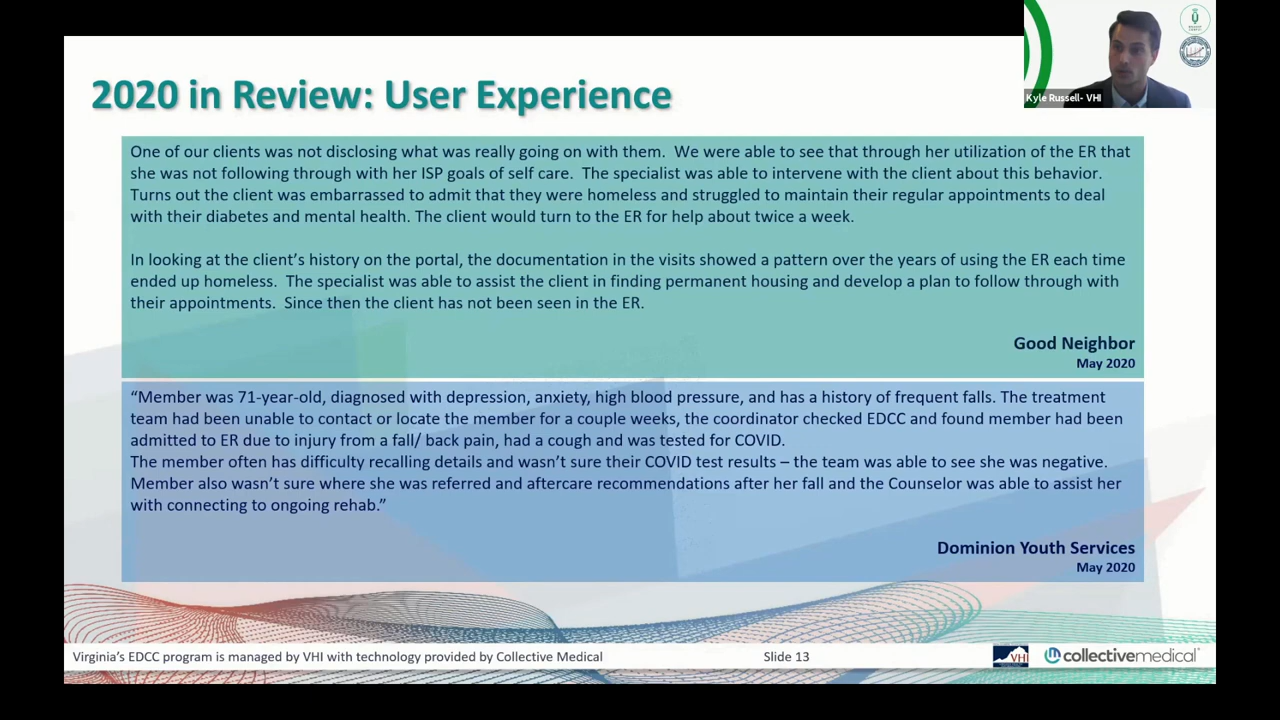 Kyle Russell- VHI
2020 in Review: User Experience
One of our clients was not disclosing what was really going on with them.  We were able to see that through her utilization of the ER that
she was not following through with her ISP goals of self care.  The specialist was able to intervene with the client about this behavior.
Turns out the client was embarrassed to admit that they were homeless and struggled to maintain their regular appointments to deal
with their diabetes and mental health. The client would turn to the ER for help about twice a week.
In looking at the client’s history on the portal, the documentation in the visits showed a pattern over the years of using the ER each time
ended up homeless.  The specialist was able to assist the client in finding permanent housing and develop a plan to follow through with
their appointments.  Since then the client has not been seen in the ER.
Good Neighbor
May 2020
“Member was 71-year-old, diagnosed with depression, anxiety, high blood pressure, and has a history of frequent falls. The treatment
team had been unable to contact or locate the member for a couple weeks, the coordinator checked EDCC and found member had been
admitted to ER due to injury from a fall/ back pain, had a cough and was tested for COVID.
The member often has difficulty recalling details and wasn’t sure their COVID test results – the team was able to see she was negative.
Member also wasn’t sure where she was referred and aftercare recommendations after her fall and the Counselor was able to assist her
with connecting to ongoing rehab.”
Dominion Youth Services
May 2020
Virginia’s EDCC program is managed by VHI with technology provided by Collective Medical
Slide 13
VHI
collectivemedical